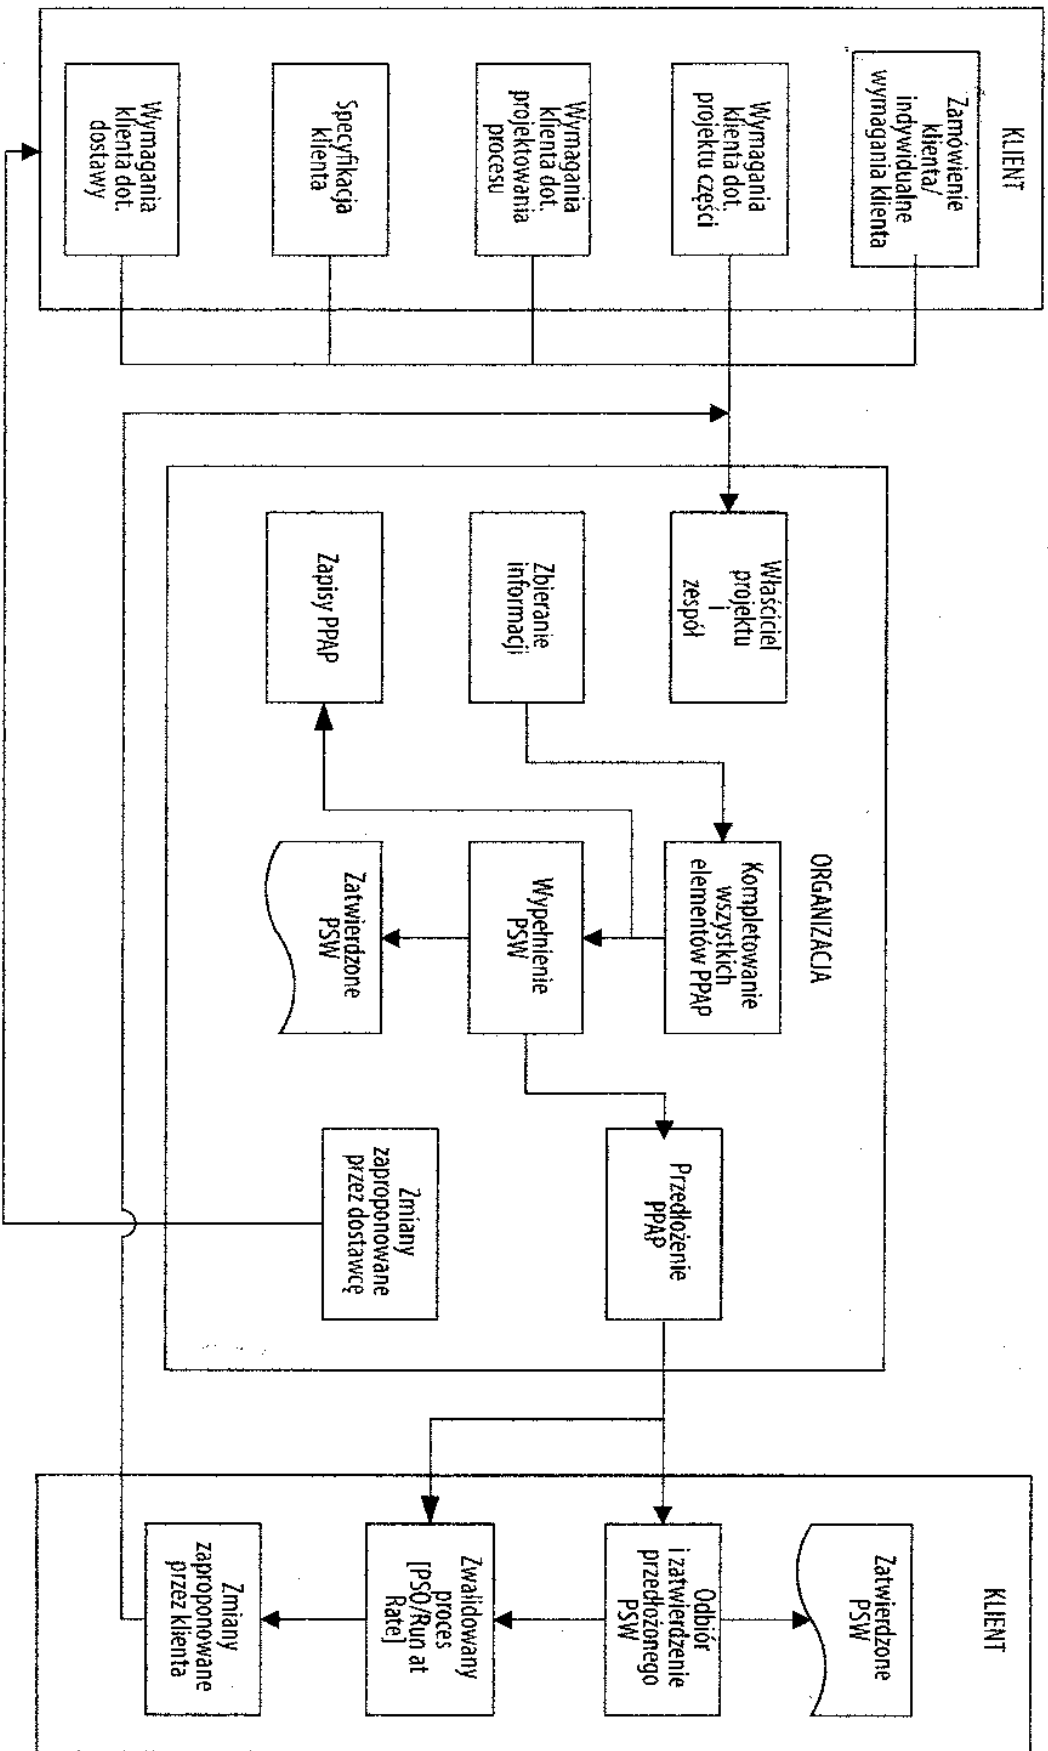 KLIENT
Zamówienie
klienta/
indywidualne
wymagania klienta
Wymagania
klienta dot.
projektu części
Wymagania
klienta dot.
projektowania
procesu
Specyfikacja
klienta
Wymagania
klienta dot.
dostawy
ORGANIZACJA
Właściciel
projektu
i
zespół
Zbieranie
informacji
Zapisy PPAP
Kompletowanie
wszystkich
elementów PPAP
Wypełnienie
PSW
Zatwierdzone
PSW
Przedłożenie
PPAP
Zmiany
zaproponowane
przez dostawcę
KLIENT
Zatwierdzone
PSW
Odbiór
i zatwierdzenie
przedłożonego
PSW
Zwalidowany
proces
[PSO/Run at
Rate]
Zmiany
zaproponowane
przez klienta